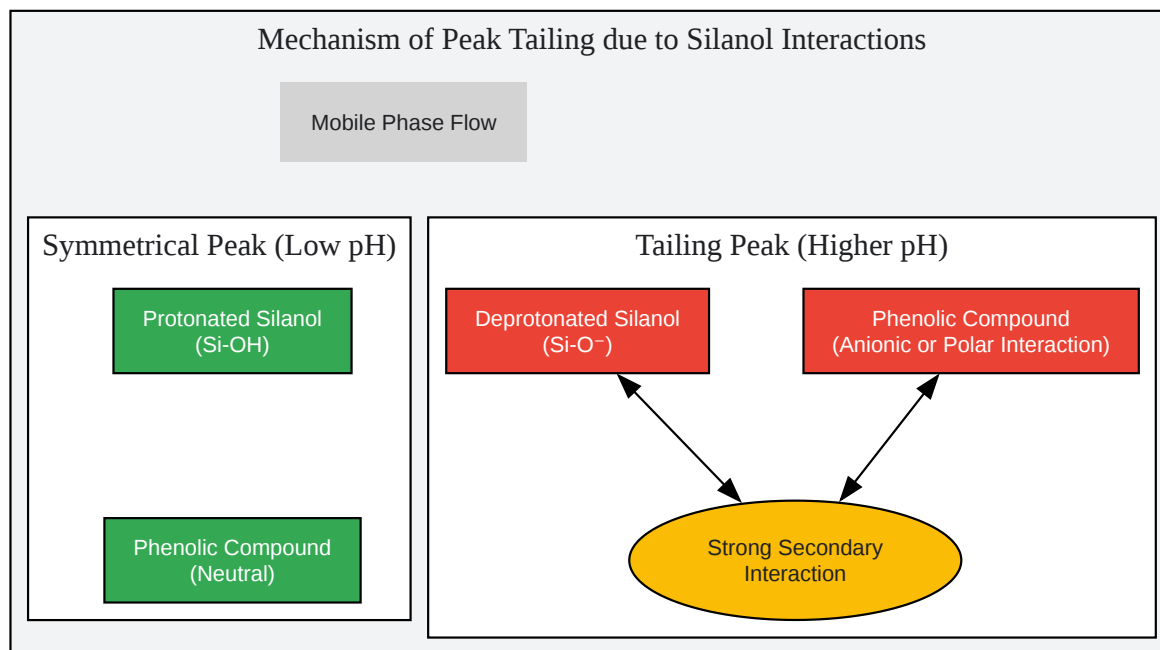 Mechanism of Peak Tailing due to Silanol Interactions
Mobile Phase Flow
Symmetrical Peak (Low pH)
Protonated Silanol
(Si-OH)
Phenolic Compound
(Neutral)
Tailing Peak (Higher pH)
Deprotonated Silanol
(Si-O⁻)
Phenolic Compound
(Anionic or Polar Interaction)
Strong Secondary
Interaction